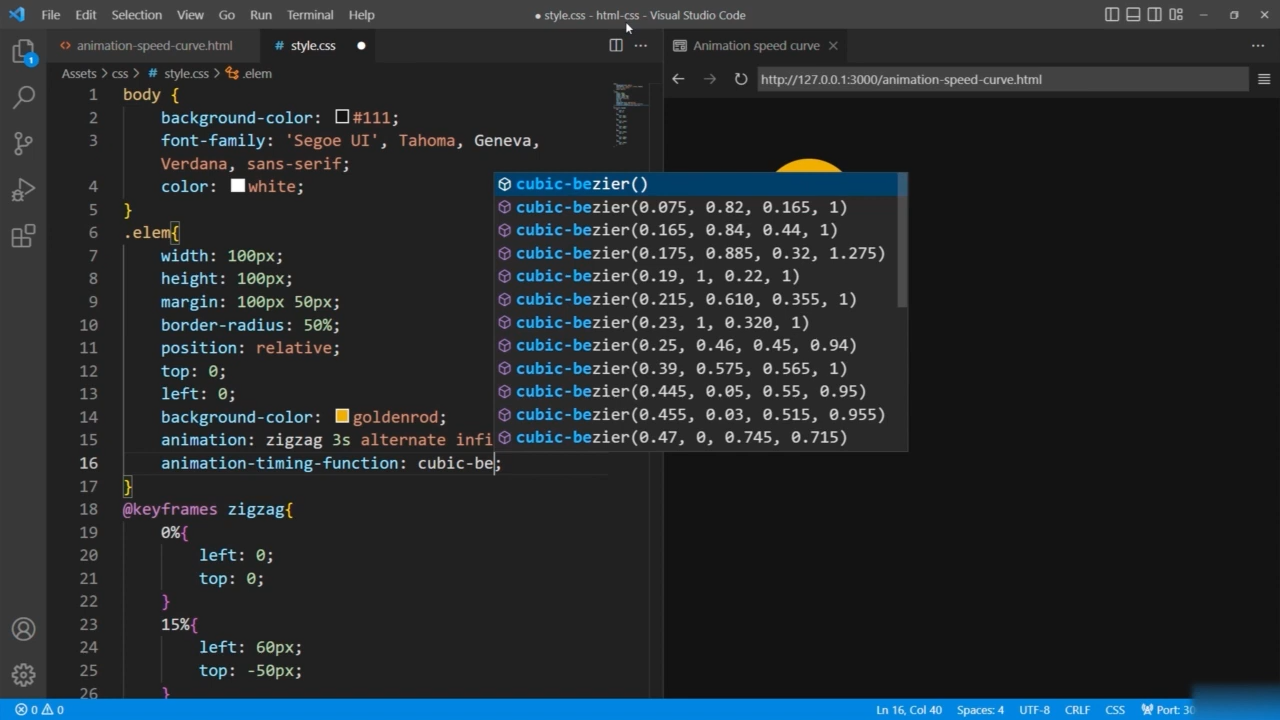 File Edit Selection View Go Run Terminal Help
● style.css - html-css - Visual Studio Code
animation-speed-curve.html
# style.css ●
Animation speed curve
Assets > css > # style.css > .elem
http://127.0.0.1:3000/animation-speed-curve.html
1
1 body {
2 background-color: #111;
3 font-family: 'Segoe UI', Tahoma, Geneva,
Verdana, sans-serif;
4 color: white;
5 }
6 .elem{
7 width: 100px;
8 height: 100px;
9 margin: 100px 50px;
10 border-radius: 50%;
11 position: relative;
12 top: 0;
13 left: 0;
14 background-color: goldenrod;
15 animation: zigzag 3s alternate infi
16 animation-timing-function: cubic-be;
17 }
18 @keyframes zigzag{
19 0%{
20 left: 0;
21 top: 0;
22 }
23 15%{
24 left: 60px;
25 top: -50px;
26 }
cubic-bezier()
cubic-bezier(0.075, 0.82, 0.165, 1)
cubic-bezier(0.165, 0.84, 0.44, 1)
cubic-bezier(0.175, 0.885, 0.32, 1.275)
cubic-bezier(0.19, 1, 0.22, 1)
cubic-bezier(0.215, 0.610, 0.355, 1)
cubic-bezier(0.23, 1, 0.320, 1)
cubic-bezier(0.25, 0.46, 0.45, 0.94)
cubic-bezier(0.39, 0.575, 0.565, 1)
cubic-bezier(0.445, 0.05, 0.55, 0.95)
cubic-bezier(0.455, 0.03, 0.515, 0.955)
cubic-bezier(0.47, 0, 0.745, 0.715)
0 0
Ln 16, Col 40 Spaces: 4 UTF-8 CRLF CSS Port: 30